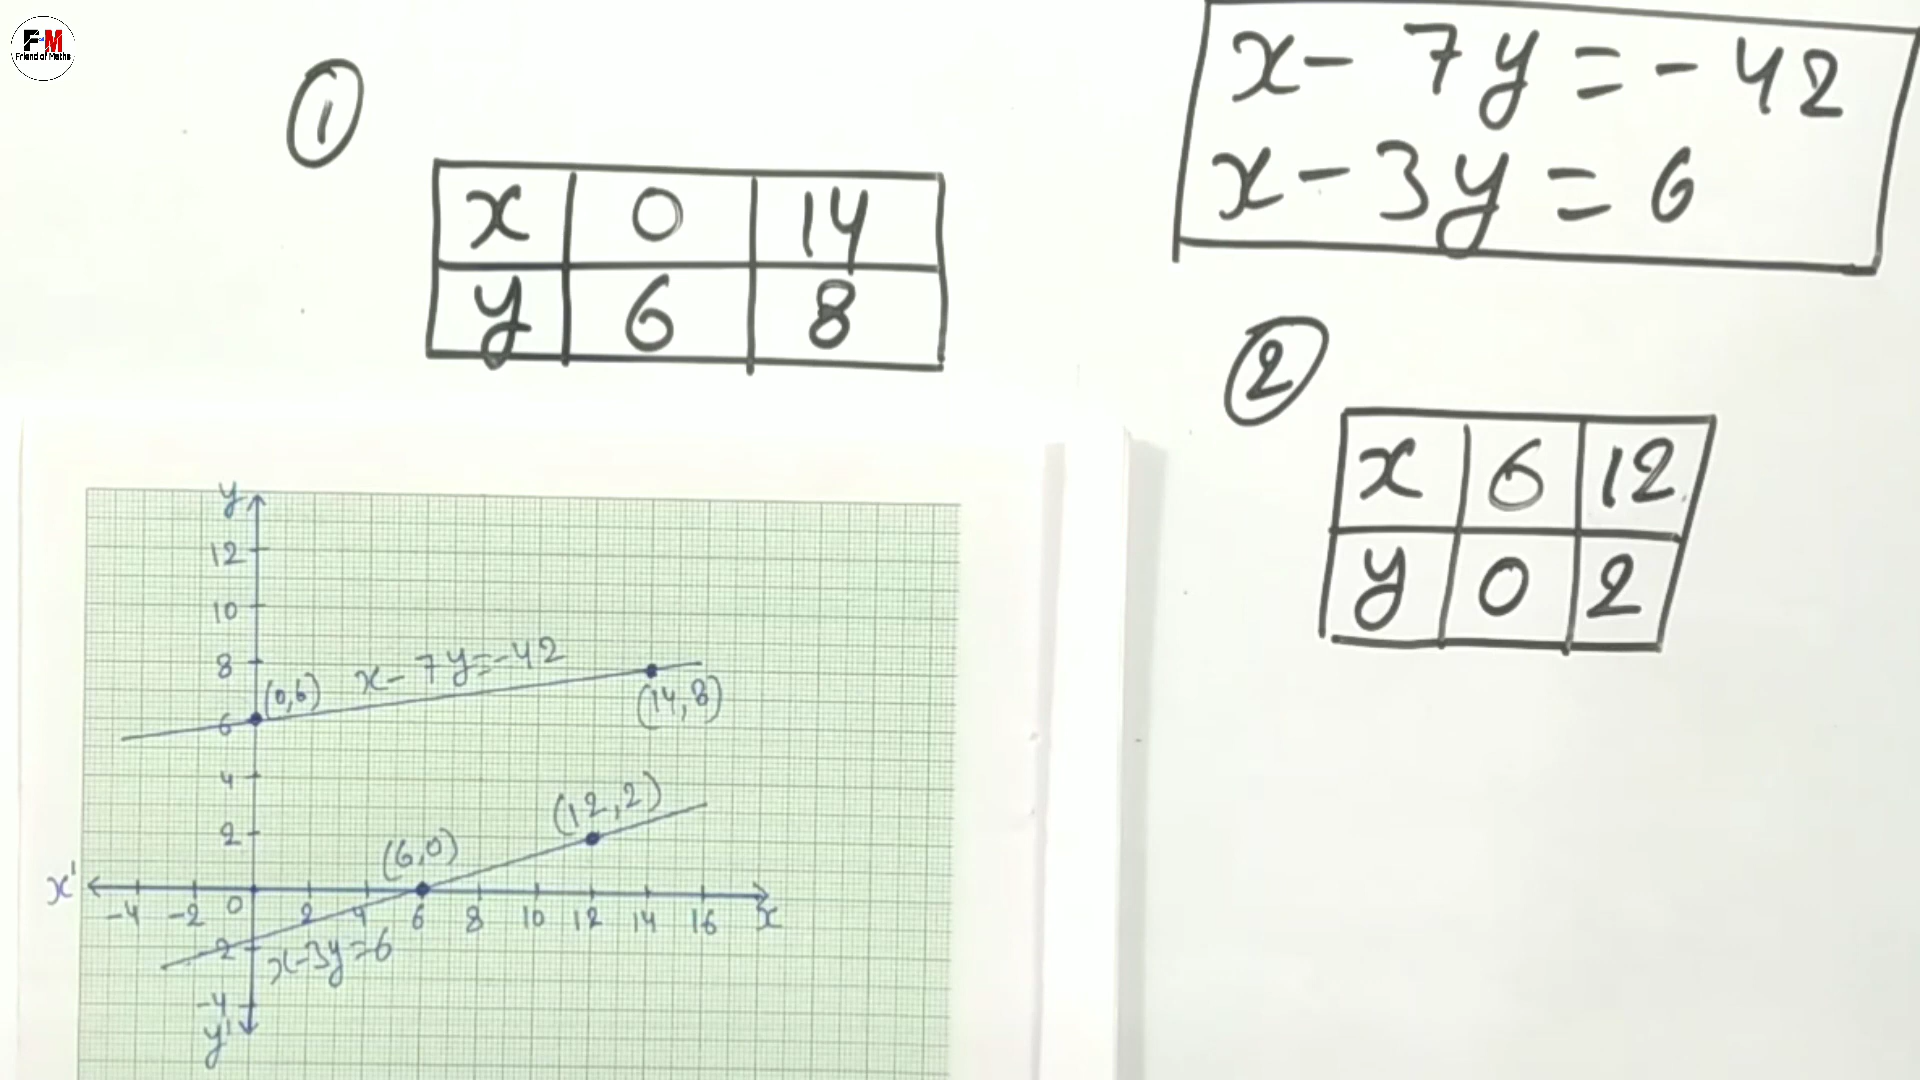 FM
Friend of Maths
①
x 0 14
y 6 8
x - 7y = - 42
x - 3y = 6
②
x 6 12
y 0 2
y
12
10
8
6
4
2
(0,6)
x - 7y = -42
(14,8)
(12,2)
(6,0)
x'
-4 -2 0 2 4 6 8 10 12 14 16 x
-2
x-3y=6
-4
y'